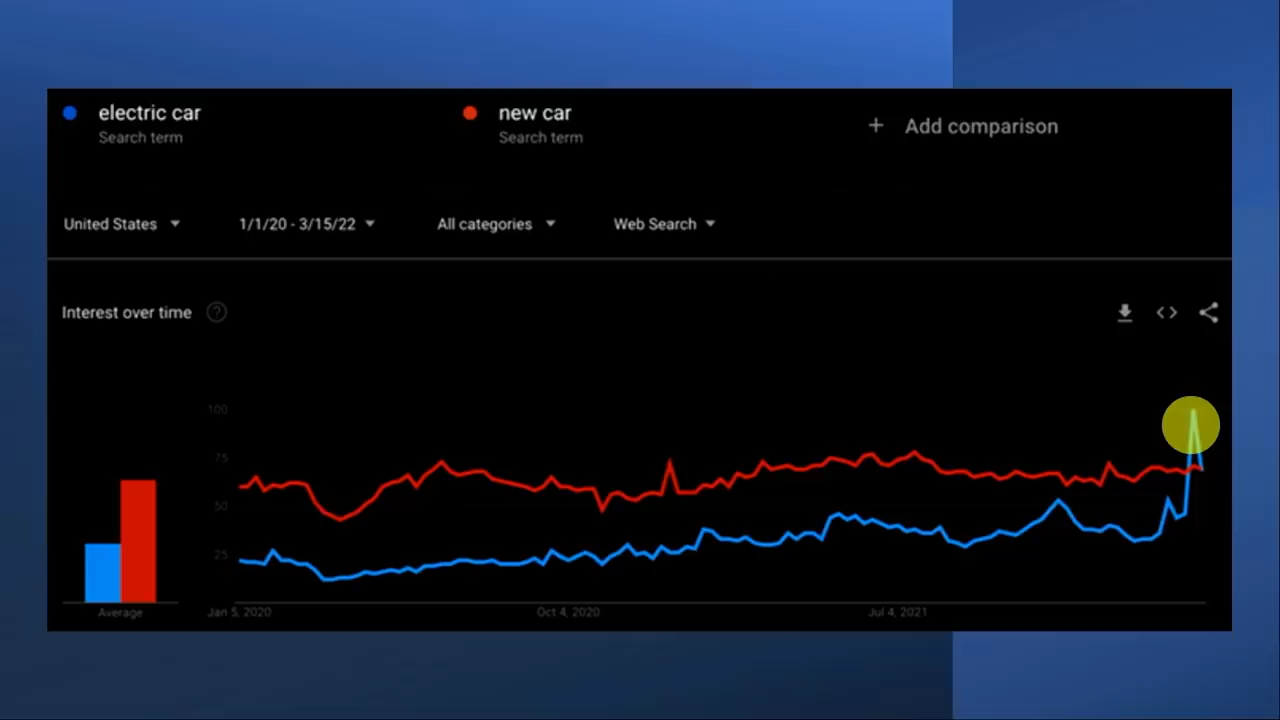 electric car
Search term
new car
Search term
+ Add comparison
United States
1/1/20 - 3/15/22
All categories
Web Search
Interest over time ?
100
75
50
25
Average
Jan 5, 2020
Oct 4, 2020
Jul 4, 2021